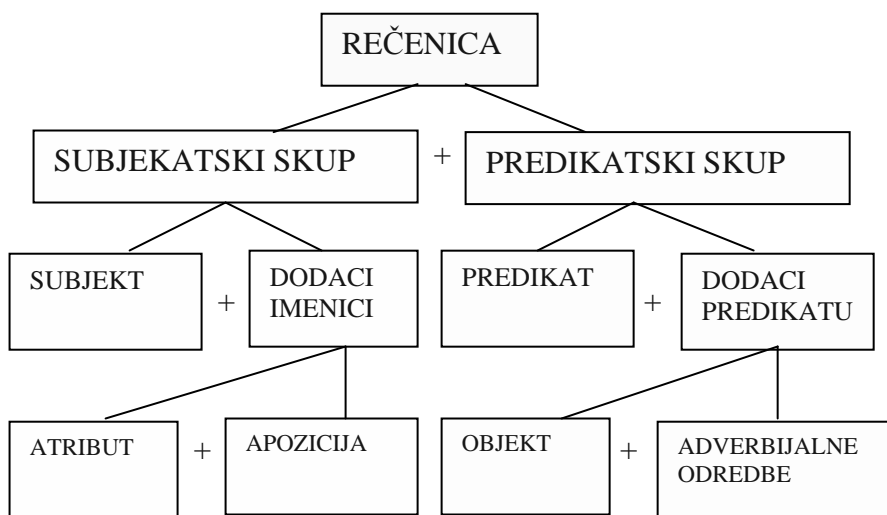 REČENICA
SUBJEKATSKI SKUP + PREDIKATSKI SKUP
SUBJEKT + DODACI IMENICI PREDIKAT + DODACI PREDIKATU
ATRIBUT + APOZICIJA OBJEKT + ADVERBIJALNE ODREDBE